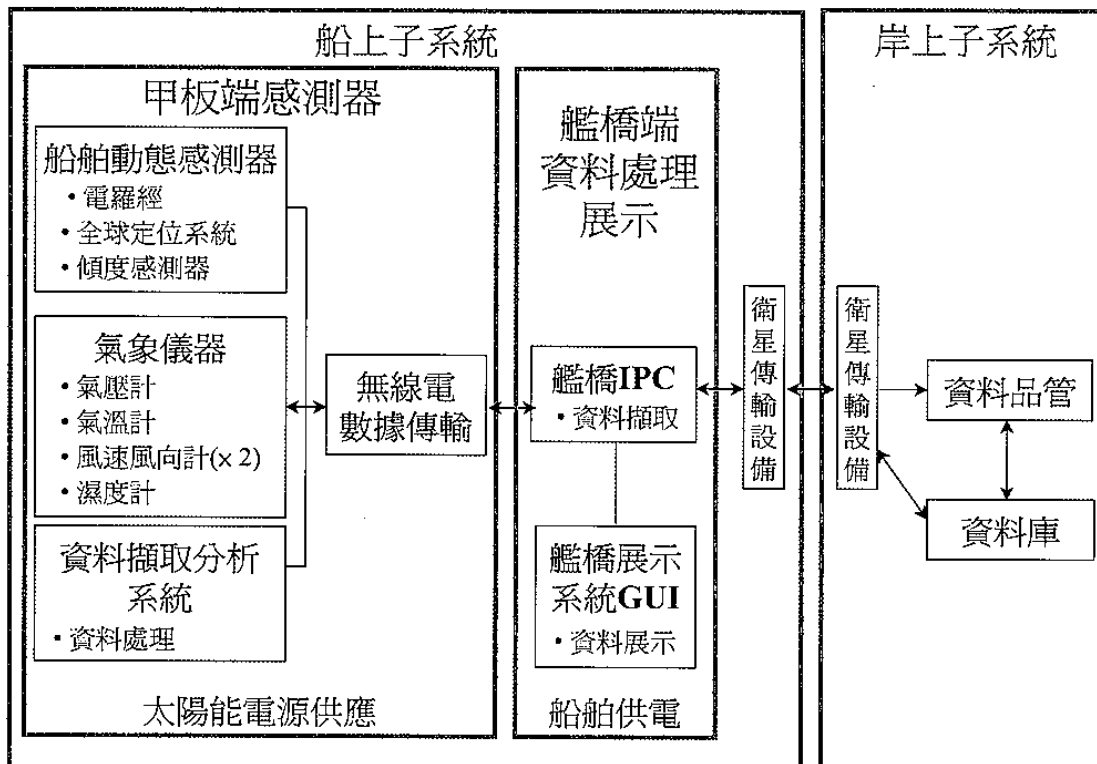 船上子系統
甲板端感測器
船舶動態感測器
• 電羅經
• 全球定位系統
• 傾度感測器
氣象儀器
• 氣壓計
• 氣溫計
• 風速風向計(x 2)
• 濕度計
資料擷取分析
系統
• 資料處理
太陽能電源供應
無線電
數據傳輸
艦橋端
資料處理
展示
艦橋IPC
• 資料擷取
艦橋展示
系統GUI
• 資料展示
船舶供電
衛星傳輸設備
岸上子系統
衛星傳輸設備
資料品管
資料庫